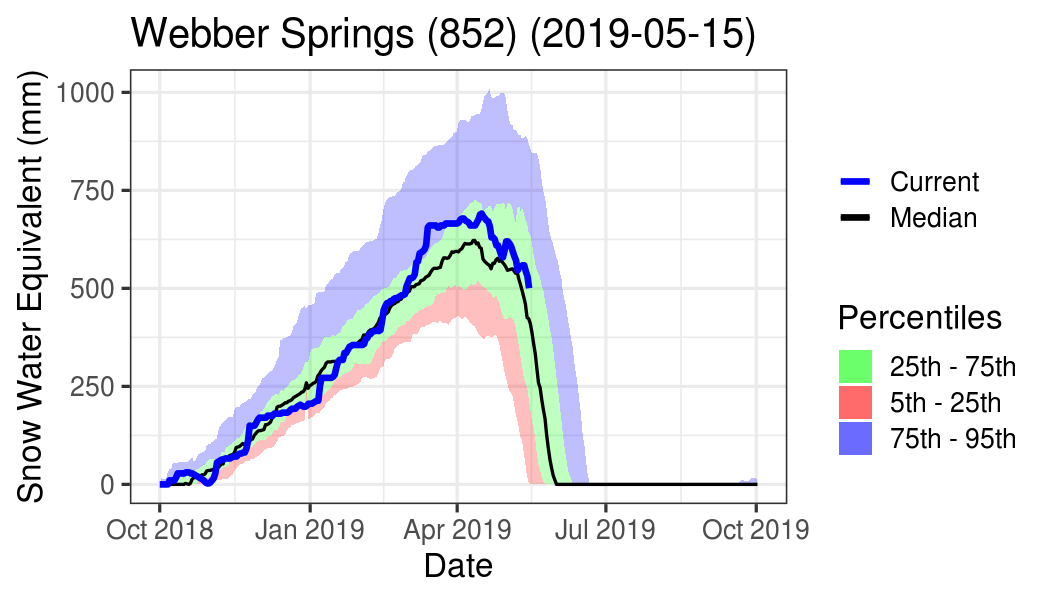 Webber Springs (852) (2019-05-15)
Snow Water Equivalent (mm)
1000
750
500
250
0
Oct 2018
Jan 2019
Apr 2019
Jul 2019
Oct 2019
Date
Current
Median
Percentiles
25th - 75th
5th - 25th
75th - 95th